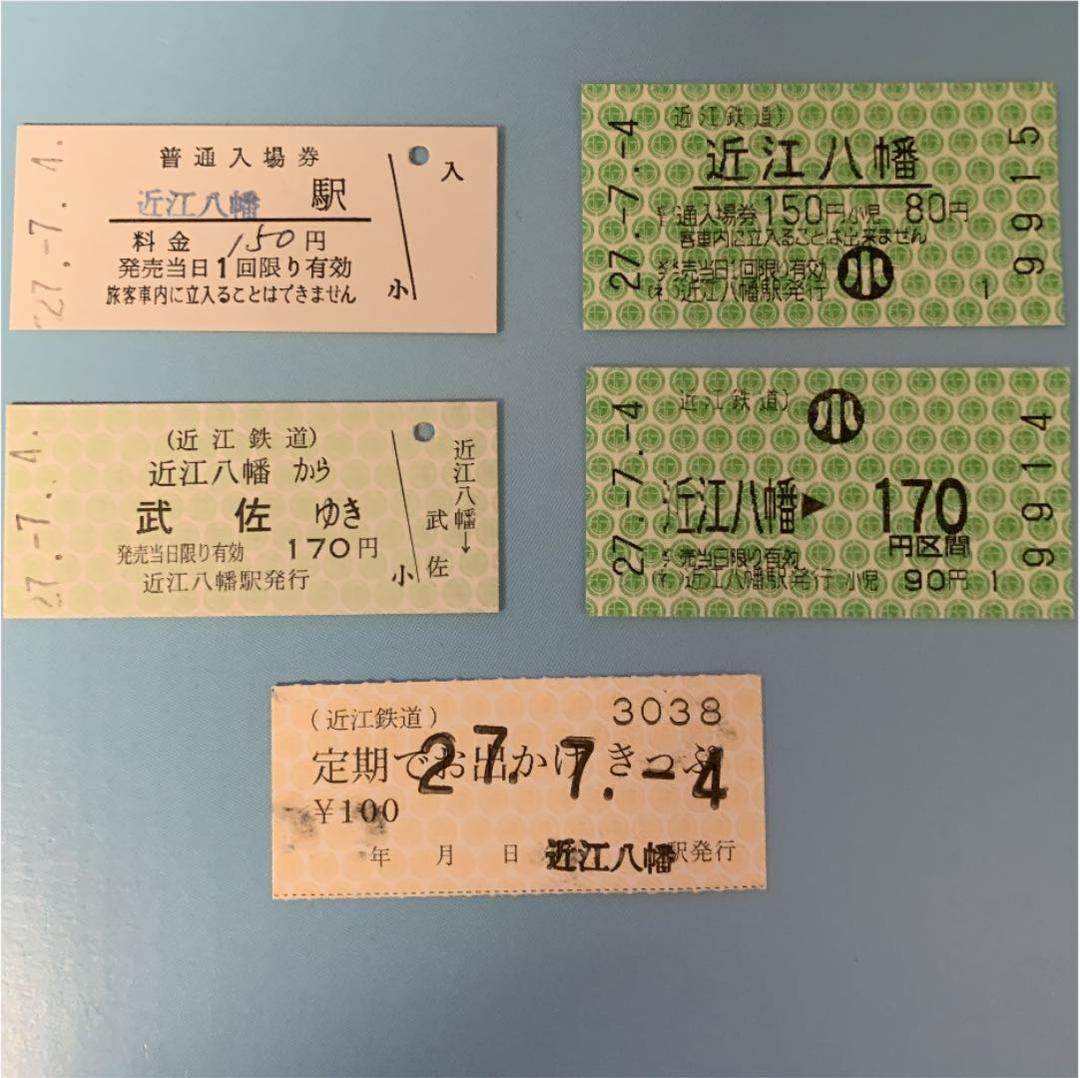 27.-7.4.
普通入場券
近江八幡 駅
料金 150円
発売当日1回限り有効
旅客車内に立入ることはできません
入
小
27.-7.-4
近江鉄道)
近江八幡
通入場券 150円 小児 80円
客車内に立入ることは出来ません
売当日1回限り有効
小
(ネ)近江八幡駅発行
1
9915
27.-7.4.
(近江鉄道)
近江八幡 から
武佐 ゆき
発売当日限り有効 170円
近江八幡駅発行
小
近江八幡→
武佐
27.-7.-4
近江鉄道)
小
近江八幡▶ 170
円区間
売当日限り有効
(ネ)近江八幡駅発行 小児 90円 1
9914
(近江鉄道) 3038
定期でお出かけきっぷ
27.7.-4
¥100
年 月 日 近江八幡 駅発行